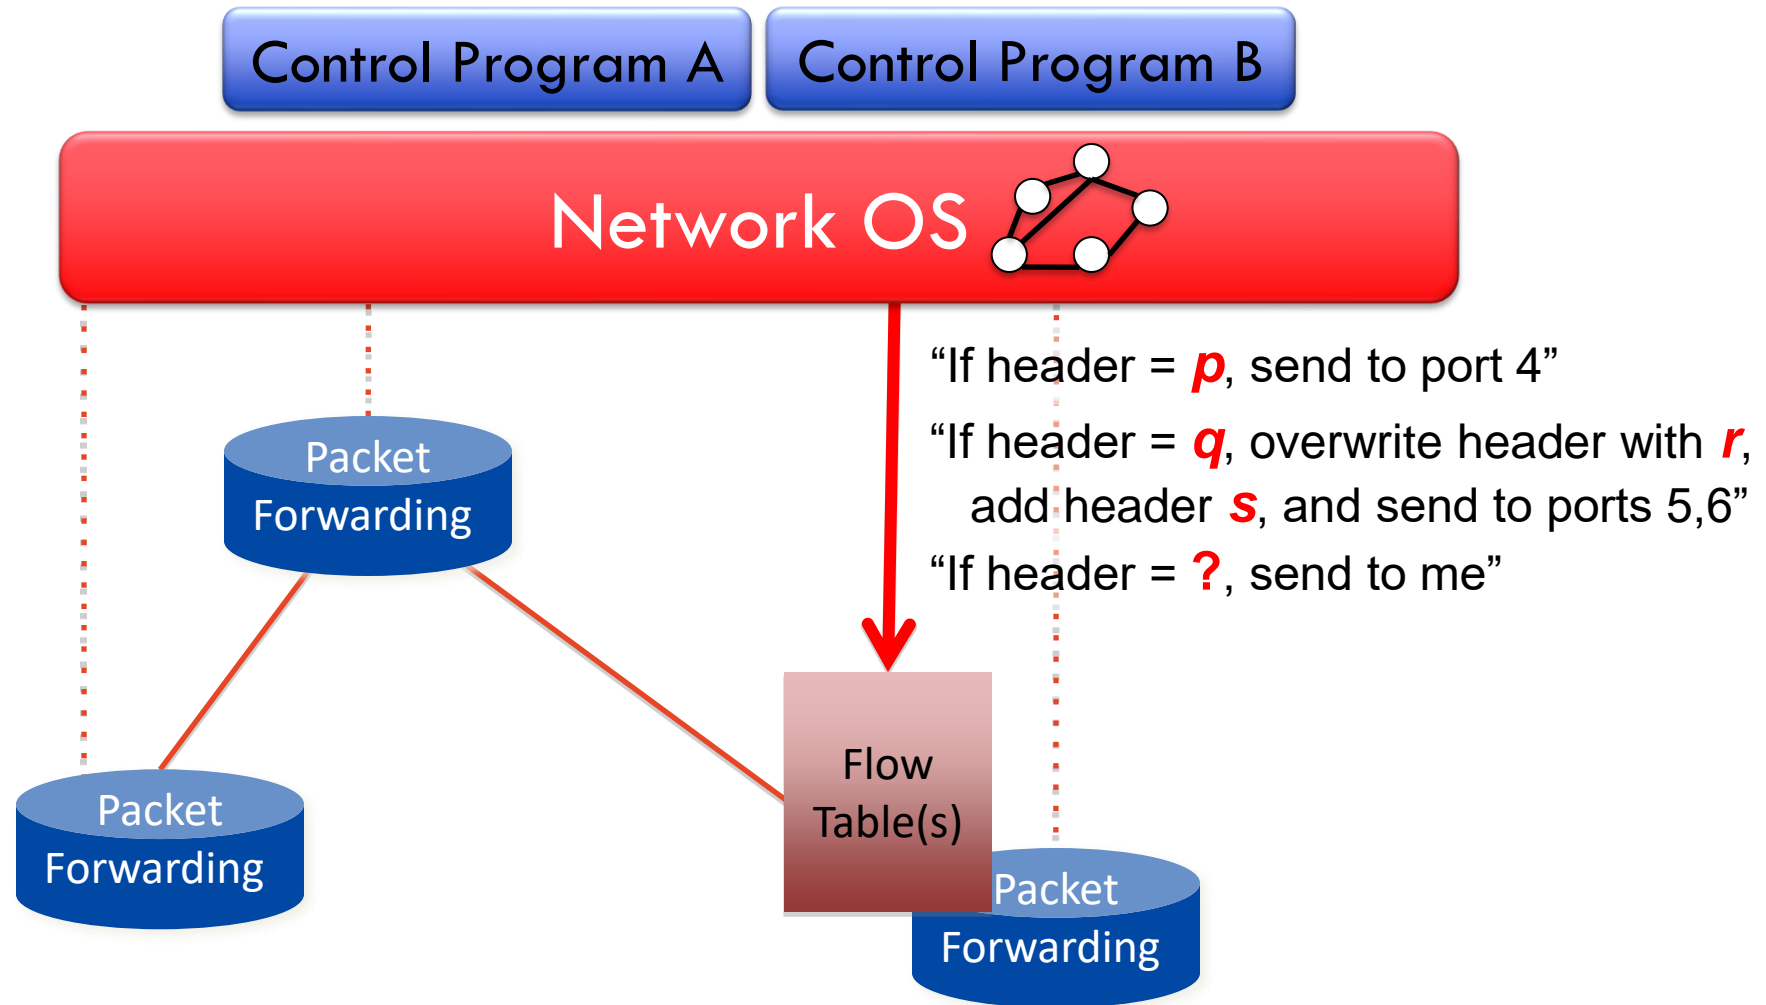 Control Program A
Control Program B
Network OS
“If header = p, send to port 4”
“If header = q, overwrite header with r,
add header s, and send to ports 5,6”
“If header = ?, send to me”
Packet
Forwarding
Flow
Table(s)
Packet
Forwarding
Packet
Forwarding